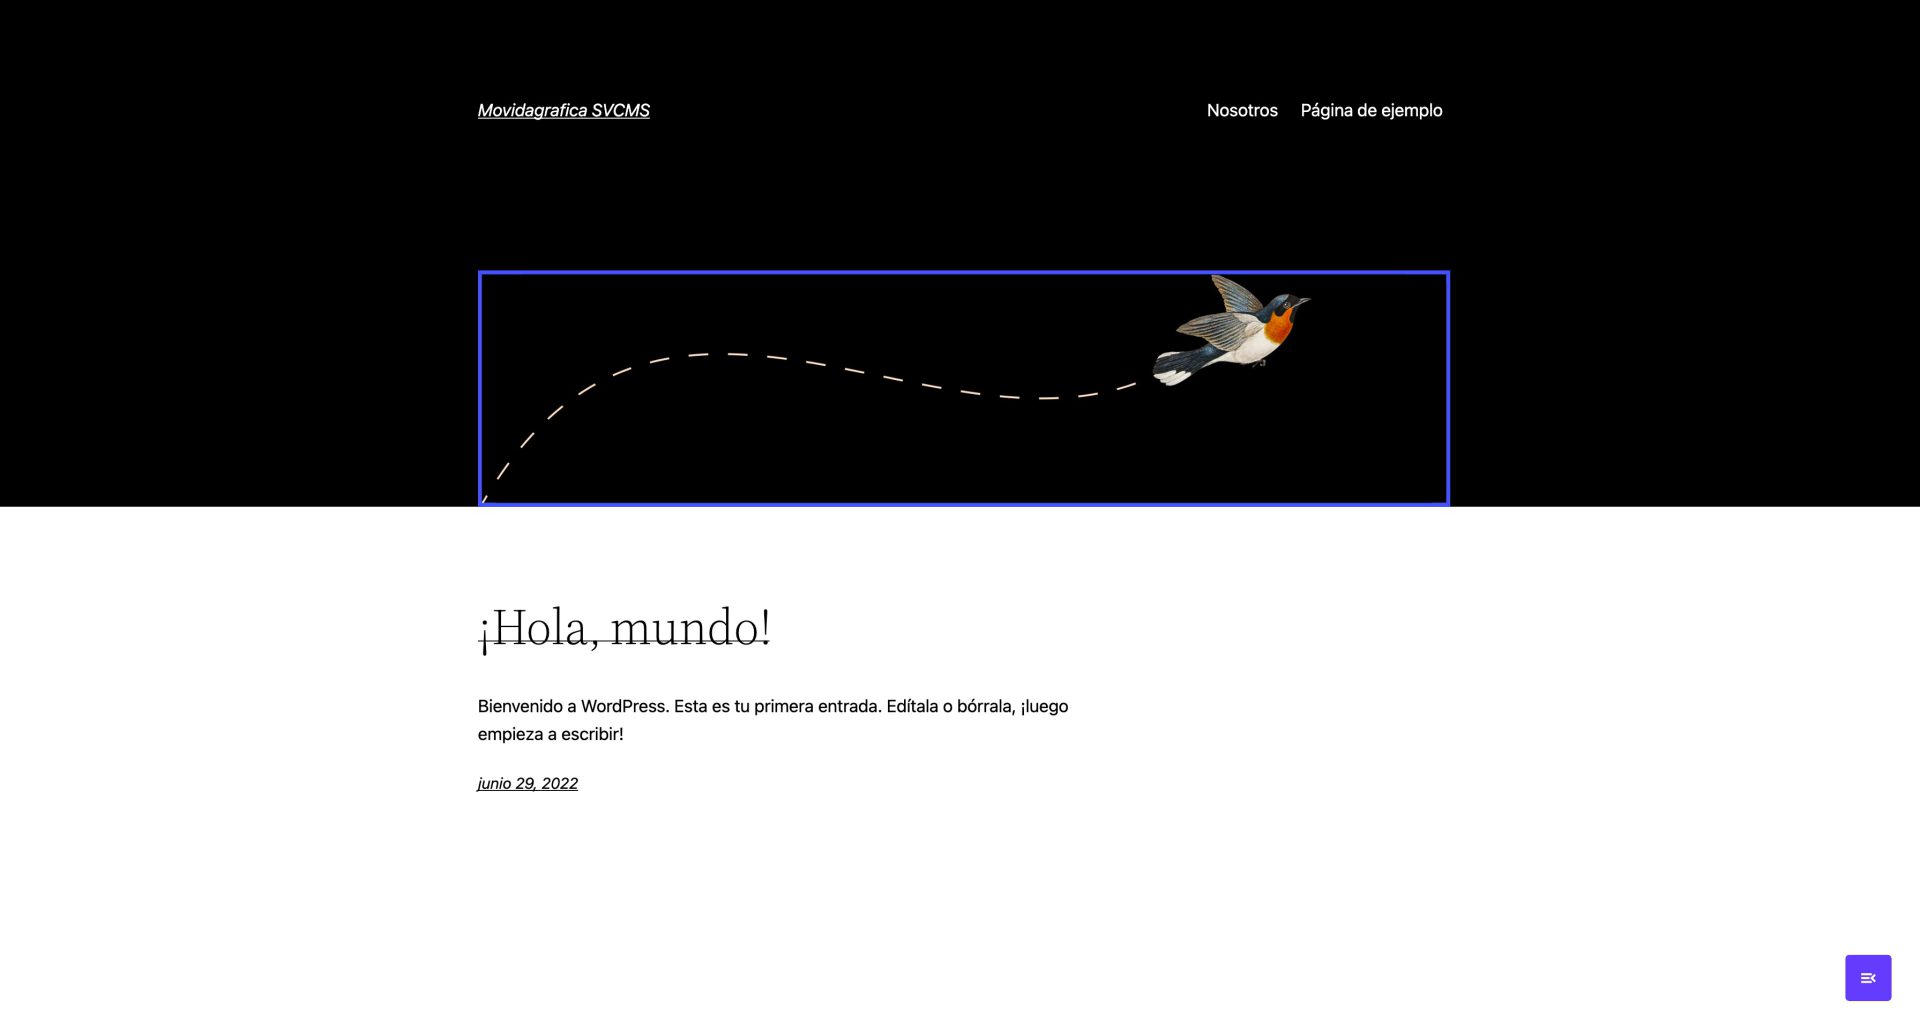 Movidagrafica SVCMS
Nosotros Página de ejemplo
¡Hola, mundo!
Bienvenido a WordPress. Esta es tu primera entrada. Edítala o bórrala, ¡luego
empieza a escribir!
junio 29, 2022